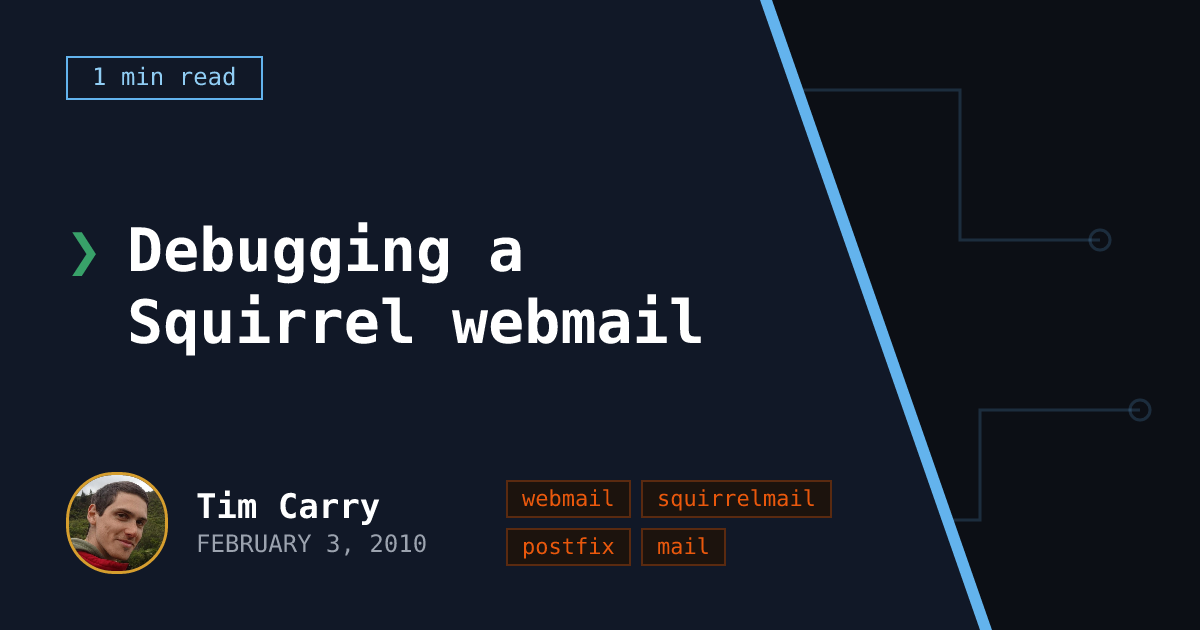 1 min read
❯ Debugging a
Squirrel webmail
Tim Carry
FEBRUARY 3, 2010
webmail squirrelmail
postfix mail